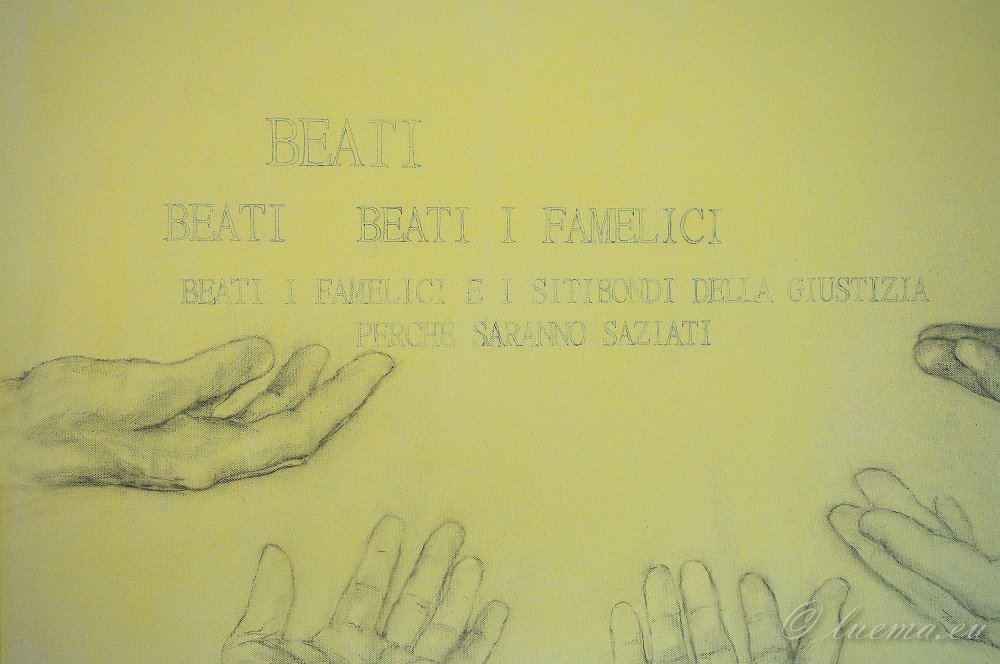 BEATI
BEATI BEATI I FAMELICI
BEATI I FAMELICI E I SITIBONDI DELLA GIUSTIZIA
PERCHE SARANNO SAZIATI
© luema.eu